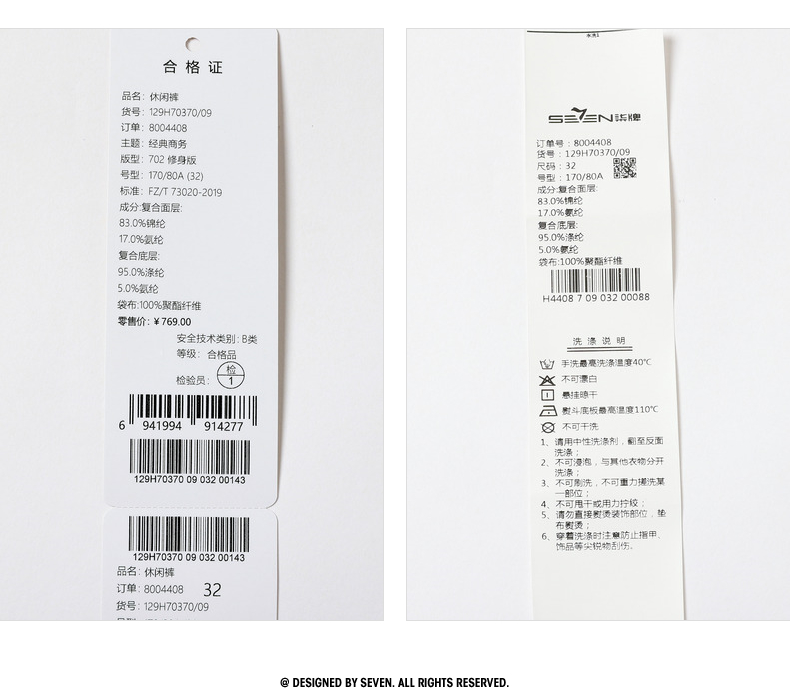 合格证
品名：休闲裤
货号：129H70370/09
订单：8004408
主题：经典商务
版型：702 修身版
号型：170/80A (32)
标准：FZ/T 73020-2019
成分:复合面层:
83.0%锦纶
17.0%氨纶
复合底层:
95.0%涤纶
5.0%氨纶
袋布:100%聚酯纤维
零售价：¥769.00
安全技术类别：B类
等级：合格品
检验员：检 1
6 941994 914277
129H70370 09 032 00143
129H70370 09 032 00143
品名：休闲裤
订单：8004408 32
货号：129H70370/09
水洗1
SEVEN 柒牌
订单号：8004408
货号：129H70370/09
尺码：32
号型：170/80A
成分:复合面层:
83.0%锦纶
17.0%氨纶
复合底层:
95.0%涤纶
5.0%氨纶
袋布:100%聚酯纤维
H4408 7 09 032 00088
洗涤说明
手洗最高洗涤温度40℃
不可漂白
悬挂晾干
熨斗底板最高温度110℃
不可干洗
1、请用中性洗涤剂，翻至反面
洗涤；
2、不可浸泡，与其他衣物分开
洗涤；
3、不可刷洗，不可重力搓洗某
一部位；
4、不可甩干或用力拧绞；
5、请勿直接熨烫装饰部位，垫
布熨烫；
6、穿着洗涤时注意防止指甲，
饰品等尖锐物刮伤。
@ DESIGNED BY SEVEN. ALL RIGHTS RESERVED.